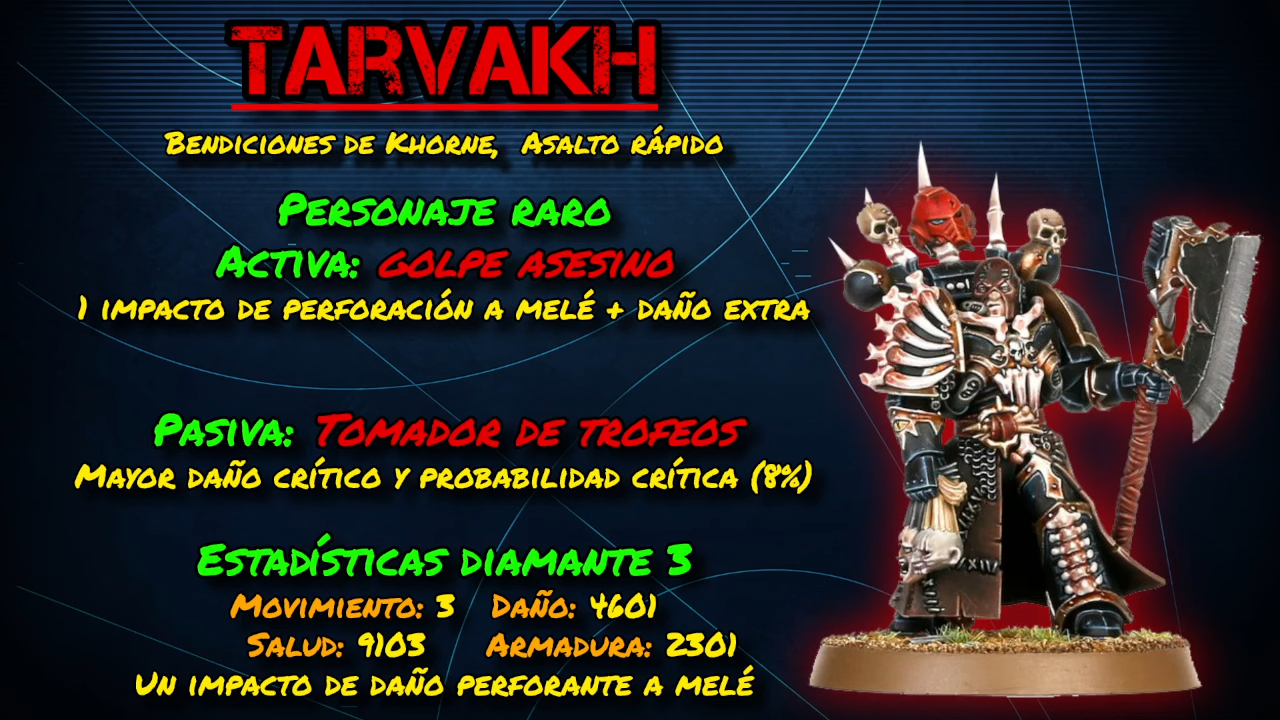 TARVAKH
Bendiciones de Khorne, Asalto rápido
Personaje raro
Activa: golpe asesino
1 impacto de perforación a melé + daño extra
Pasiva: Tomador de trofeos
Mayor daño crítico y probabilidad crítica (8%)
Estadísticas diamante 3
Movimiento: 3 Daño: 4601
Salud: 9103 Armadura: 2301
Un impacto de daño perforante a melé